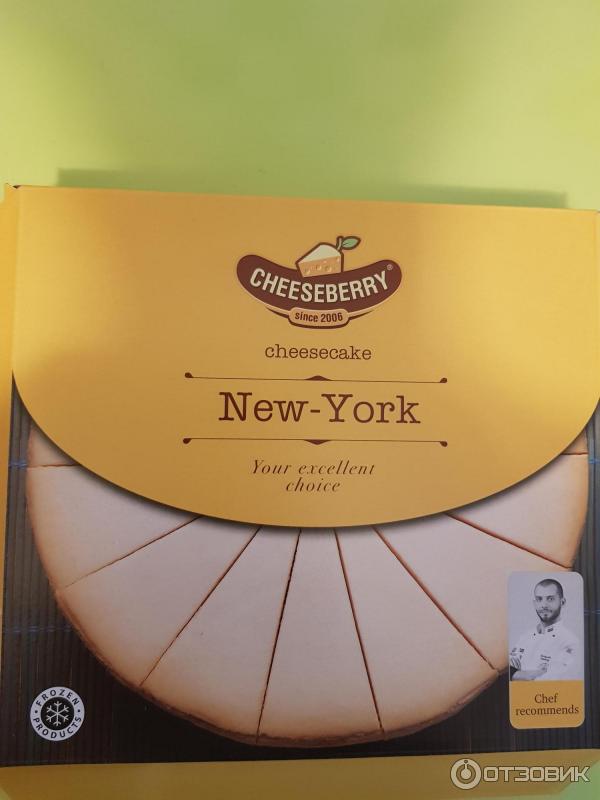 CHEESEBERRY®
since 2006
cheesecake
New-York
Your excellent
choice
FROZEN
PRODUCTS
Chef
recommends
ОТЗОВИК